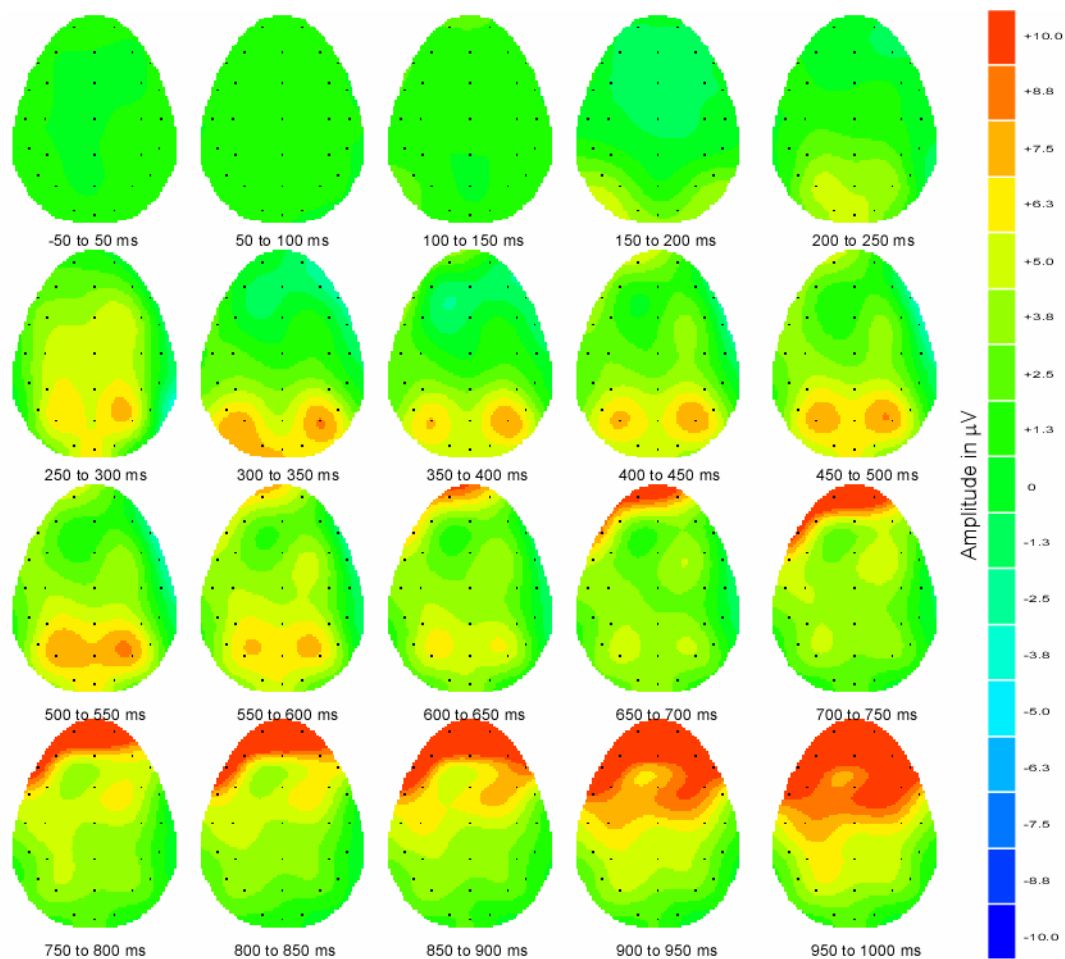 -50 to 50 ms
50 to 100 ms
100 to 150 ms
150 to 200 ms
200 to 250 ms
250 to 300 ms
300 to 350 ms
350 to 400 ms
400 to 450 ms
450 to 500 ms
500 to 550 ms
550 to 600 ms
600 to 650 ms
650 to 700 ms
700 to 750 ms
750 to 800 ms
800 to 850 ms
850 to 900 ms
900 to 950 ms
950 to 1000 ms
Amplitude in µV
+10.0
+8.8
+7.5
+6.3
+5.0
+3.8
+2.5
+1.3
0
-1.3
-2.5
-3.8
-5.0
-6.3
-7.5
-8.8
-10.0